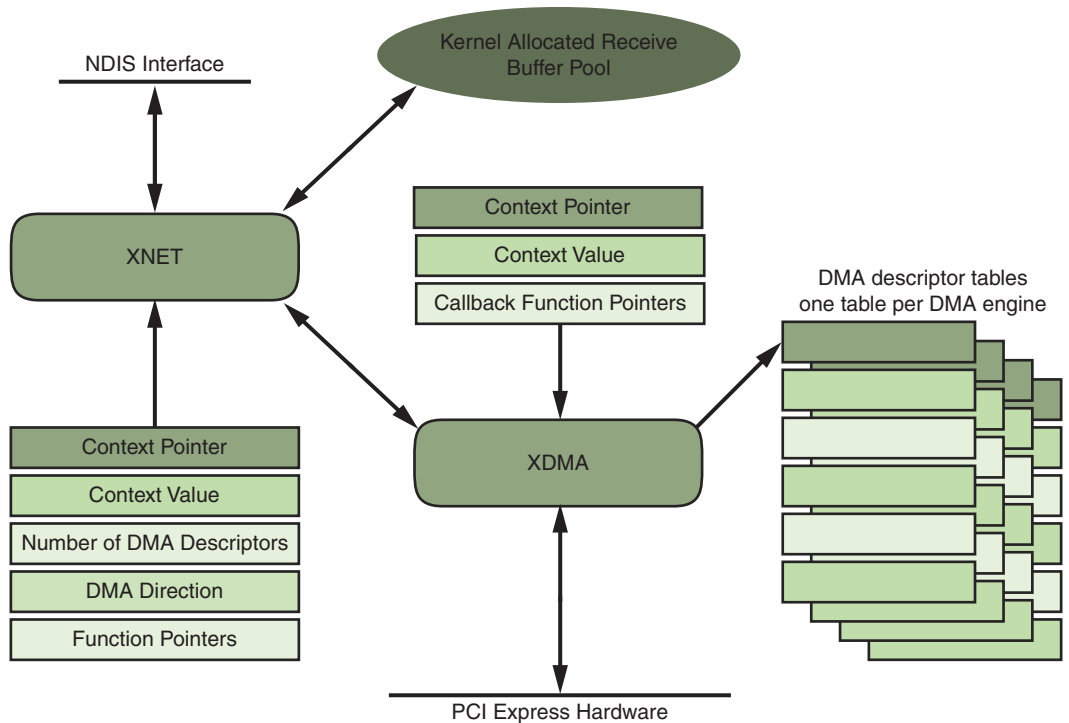 Kernel Allocated Receive
Buffer Pool
NDIS Interface
Context Pointer
Context Value
Callback Function Pointers
XNET
DMA descriptor tables
one table per DMA engine
Context Pointer
Context Value
Number of DMA Descriptors
DMA Direction
Function Pointers
XDMA
PCI Express Hardware